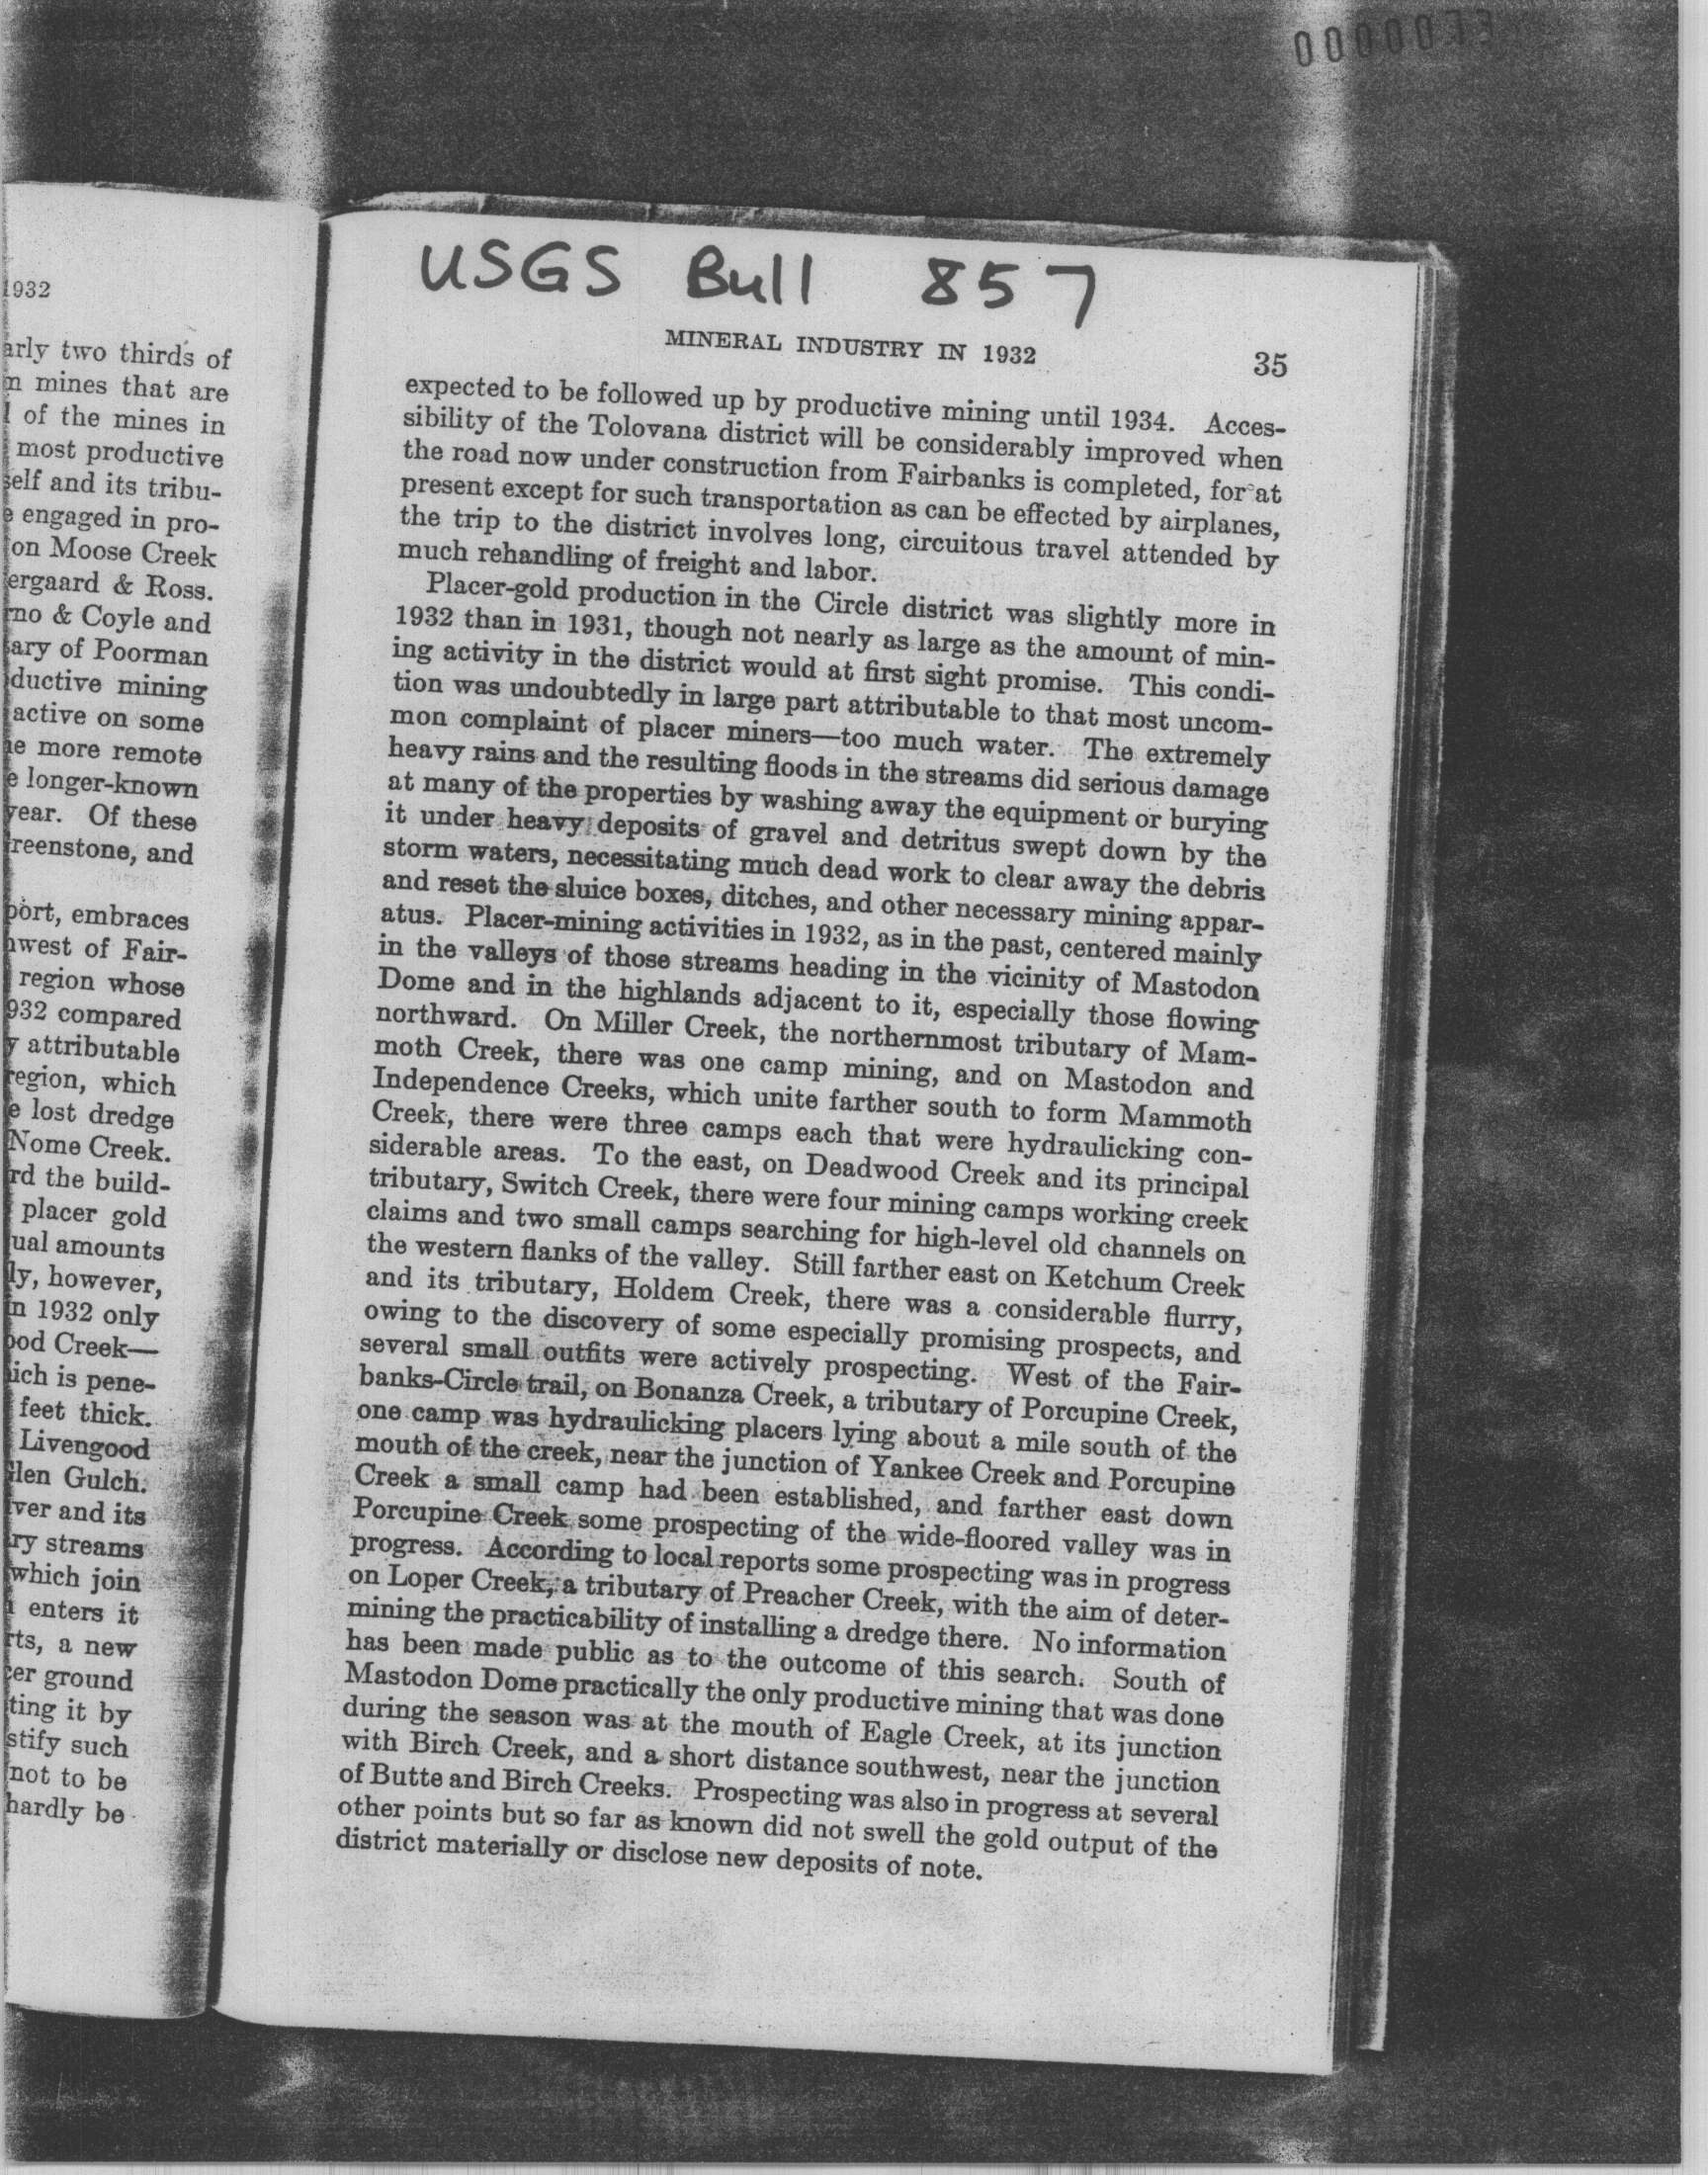 0000073
1932
arly two thirds of
n mines that are
of the mines in
most productive
self and its tribu-
engaged in pro-
on Moose Creek
ergaard & Ross.
rno & Coyle and
ary of Poorman
ductive mining
active on some
he more remote
e longer-known
year. Of these
reenstone, and
port, embraces
hwest of Fair-
region whose
932 compared
y attributable
region, which
e lost dredge
Nome Creek.
rd the build-
placer gold
ual amounts
ly, however,
in 1932 only
ood Creek—
ich is pene-
feet thick.
Livengood
Glen Gulch.
ver and its
ry streams
which join
enters it
rts, a new
cer ground
ting it by
stify such
not to be
hardly be
USGS Bull 857
MINERAL INDUSTRY IN 1932 35
expected to be followed up by productive mining until 1934. Acces-
sibility of the Tolovana district will be considerably improved when
the road now under construction from Fairbanks is completed, for at
present except for such transportation as can be effected by airplanes,
the trip to the district involves long, circuitous travel attended by
much rehandling of freight and labor.
Placer-gold production in the Circle district was slightly more in
1932 than in 1931, though not nearly as large as the amount of min-
ing activity in the district would at first sight promise. This condi-
tion was undoubtedly in large part attributable to that most uncom-
mon complaint of placer miners—too much water. The extremely
heavy rains and the resulting floods in the streams did serious damage
at many of the properties by washing away the equipment or burying
it under heavy deposits of gravel and detritus swept down by the
storm waters, necessitating much dead work to clear away the debris
and reset the sluice boxes, ditches, and other necessary mining appar-
atus. Placer-mining activities in 1932, as in the past, centered mainly
in the valleys of those streams heading in the vicinity of Mastodon
Dome and in the highlands adjacent to it, especially those flowing
northward. On Miller Creek, the northernmost tributary of Mam-
moth Creek, there was one camp mining, and on Mastodon and
Independence Creeks, which unite farther south to form Mammoth
Creek, there were three camps each that were hydraulicking con-
siderable areas. To the east, on Deadwood Creek and its principal
tributary, Switch Creek, there were four mining camps working creek
claims and two small camps searching for high-level old channels on
the western flanks of the valley. Still farther east on Ketchum Creek
and its tributary, Holdem Creek, there was a considerable flurry,
owing to the discovery of some especially promising prospects, and
several small outfits were actively prospecting. West of the Fair-
banks-Circle trail, on Bonanza Creek, a tributary of Porcupine Creek,
one camp was hydraulicking placers lying about a mile south of the
mouth of the creek, near the junction of Yankee Creek and Porcupine
Creek a small camp had been established, and farther east down
Porcupine Creek some prospecting of the wide-floored valley was in
progress. According to local reports some prospecting was in progress
on Loper Creek, a tributary of Preacher Creek, with the aim of deter-
mining the practicability of installing a dredge there. No information
has been made public as to the outcome of this search. South of
Mastodon Dome practically the only productive mining that was done
during the season was at the mouth of Eagle Creek, at its junction
with Birch Creek, and a short distance southwest, near the junction
of Butte and Birch Creeks. Prospecting was also in progress at several
other points but so far as known did not swell the gold output of the
district materially or disclose new deposits of note.